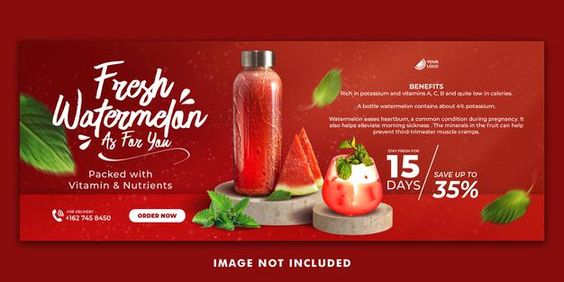 Fresh
Watermelon
As For You
Packed with
Vitamin & Nutrients
FOR DELIVERY
+162 745 8450
ORDER NOW
YOUR
LOGO
BENEFITS
Rich in potassium and vitamins A, C, B and quite low in calories.
A bottle watermelon contains about 4% potassium.
Watermelon eases heartburn, a common condition during pregnancy. It
also helps alleviate morning sickness . The minerals in the fruit can help
prevent third-trimester muscle cramps.
STAY FRESH FOR
15
DAYS
SAVE UP TO
35%
IMAGE NOT INCLUDED